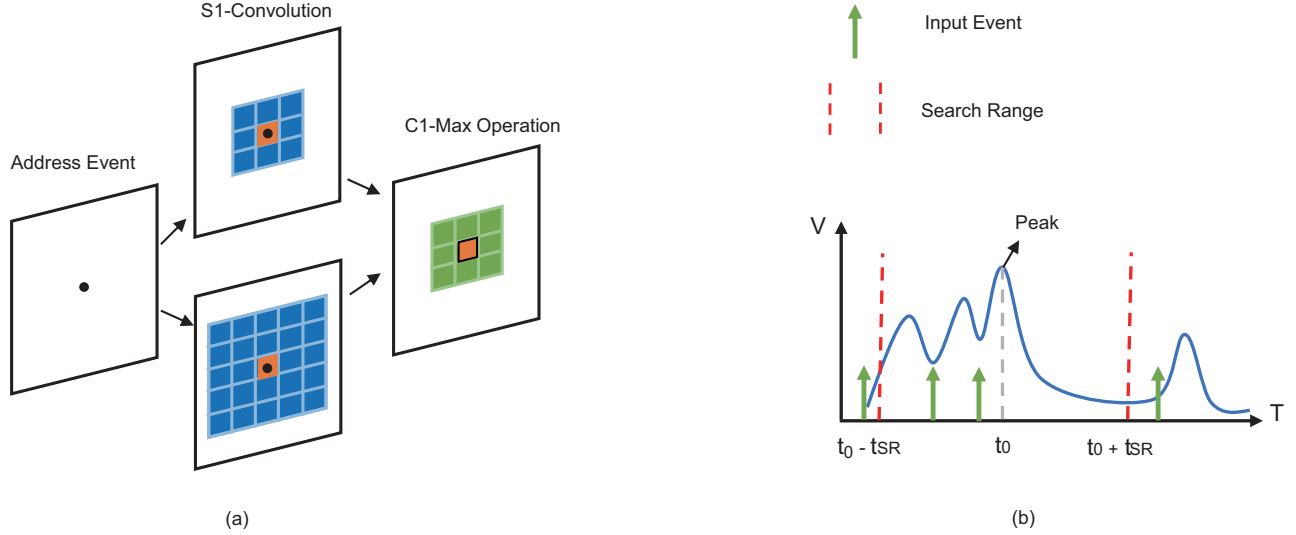 S1-Convolution
C1-Max Operation
Address Event
(a)
Input Event
Search Range
V
Peak
T
t0 - tSR
t0
t0 + tSR
(b)